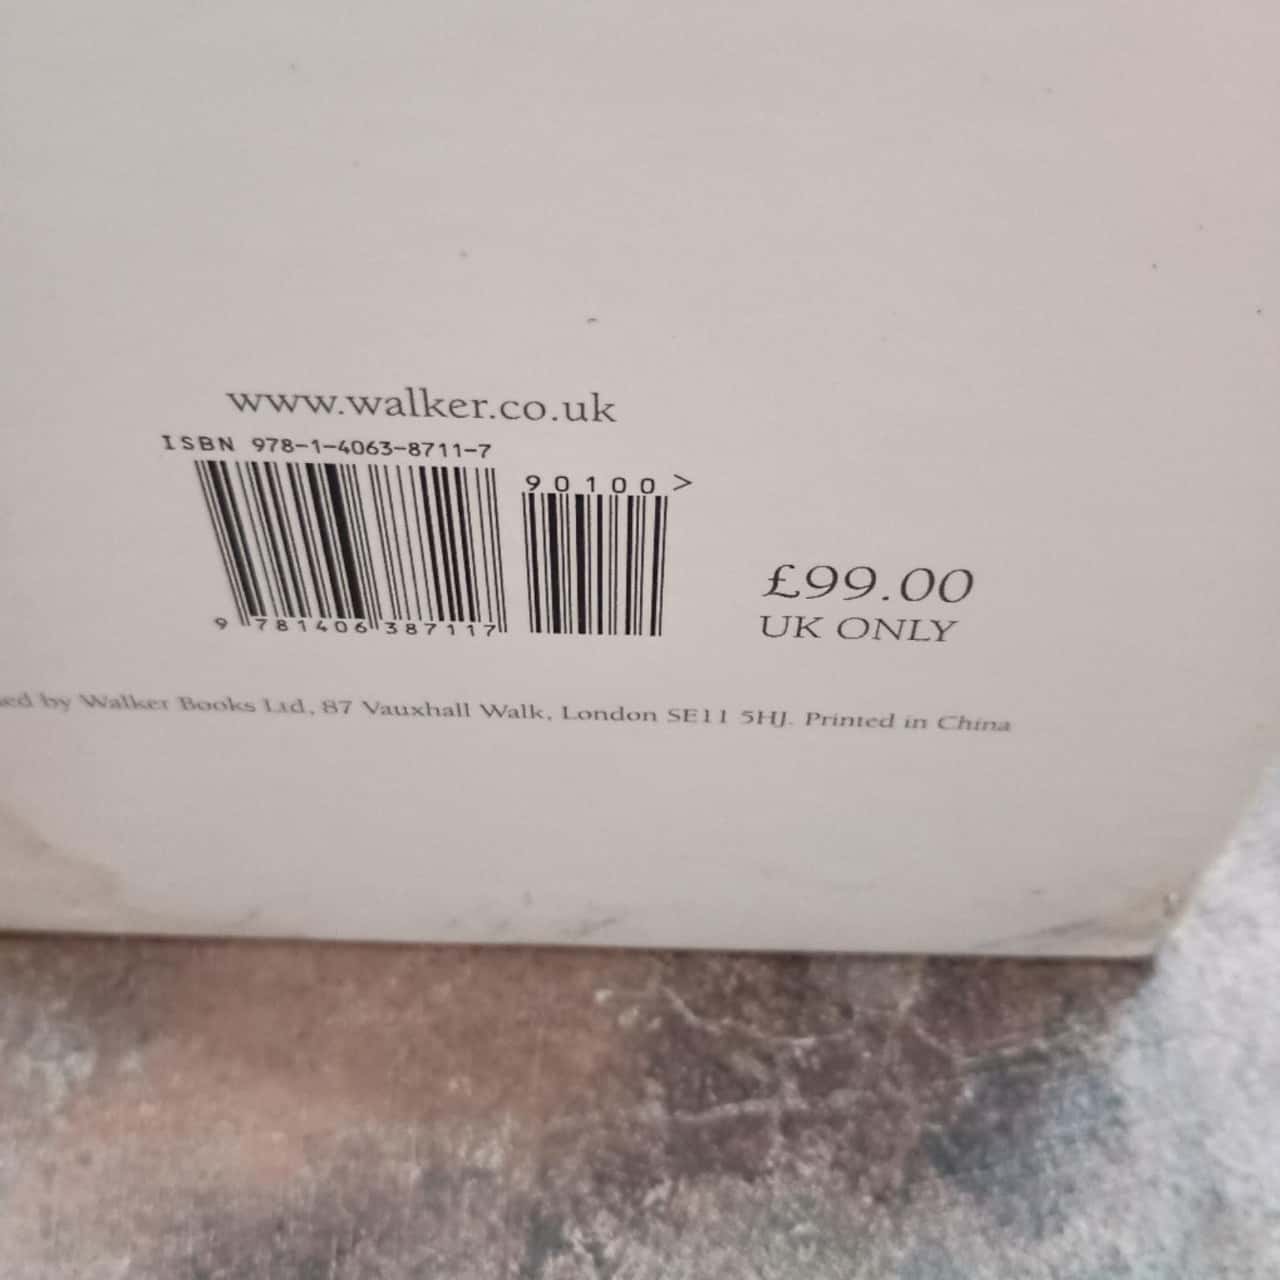 www.walker.co.uk
ISBN 978-1-4063-8711-7
90100>
9 781406 387117
£99.00
UK ONLY
by Walker Books Ltd, 87 Vauxhall Walk, London SE11 5HJ. Printed in China